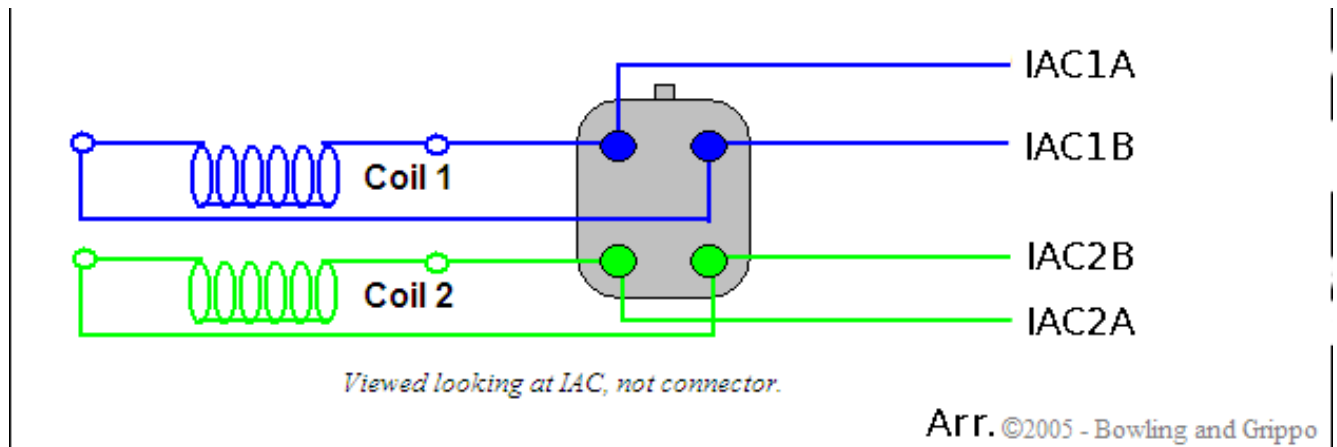 IAC1A
IAC1B
Coil 1
IAC2B
Coil 2
IAC2A
Viewed looking at IAC, not connector.
Arr. ©2005 - Bowling and Grippo